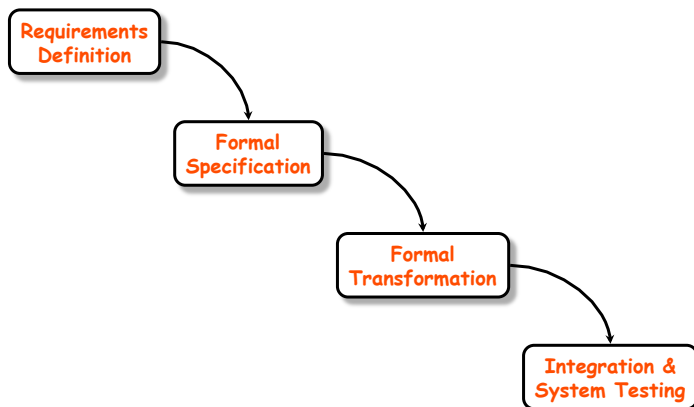 Requirements
Definition
Formal
Specification
Formal
Transformation
Integration &
System Testing